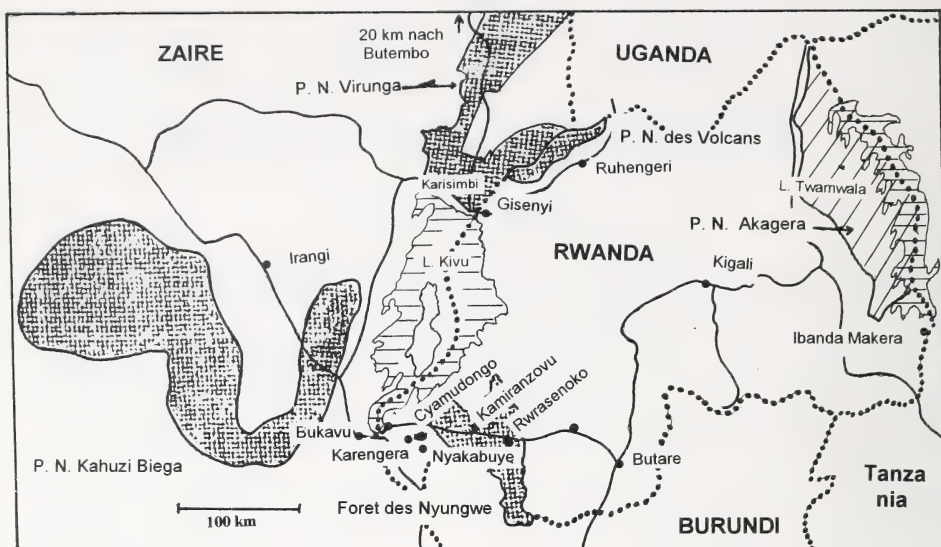 ZAIRE
20 km nach
Butembo
UGANDA
P. N. Virunga
P. N. des Volcans
Ruhengeri
Karisimbi
Gisenyi
L. Twamwala
P. N. Akagera
RWANDA
Irangi
L. Kivu
Kigali
Ibanda Makera
Cyamudongo
Kamiranzovu
Rwrasenoko
Bukavu
Karengera
Nyakabuye
Butare
P. N. Kahuzi Biega
Foret des Nyungwe
Tanza
nia
100 km
BURUNDI